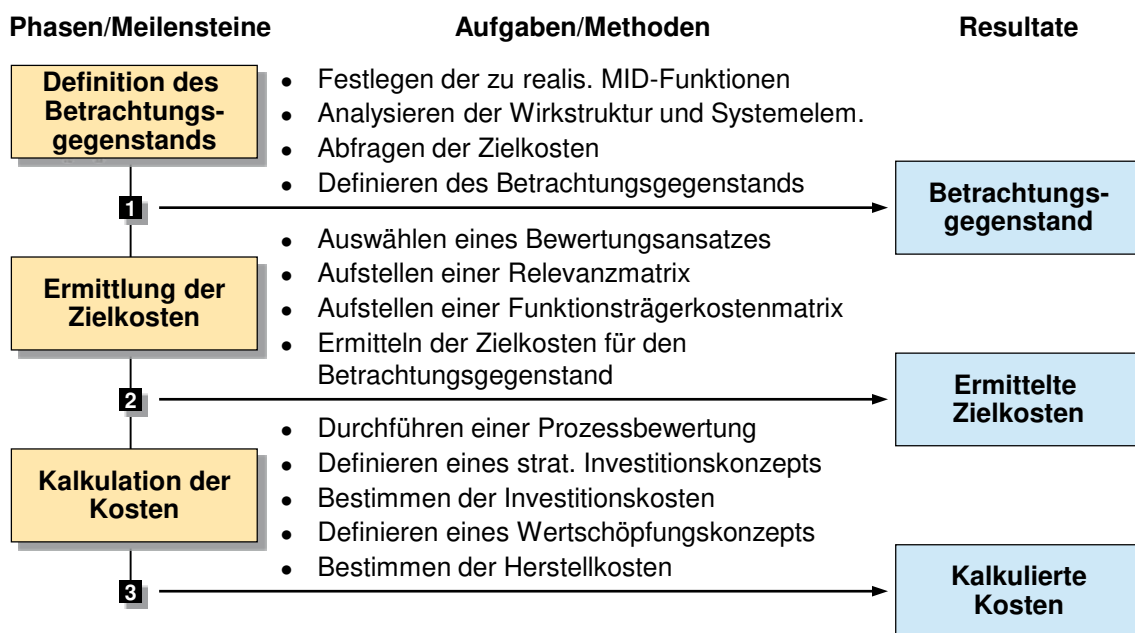 Phasen/Meilensteine Aufgaben/Methoden Resultate
Definition des
Betrachtungs-
gegenstands
• Festlegen der zu realis. MID-Funktionen
• Analysieren der Wirkstruktur und Systemelem.
• Abfragen der Zielkosten
• Definieren des Betrachtungsgegenstands
1
Betrachtungs-
gegenstand
Ermittlung der
Zielkosten
• Auswählen eines Bewertungsansatzes
• Aufstellen einer Relevanzmatrix
• Aufstellen einer Funktionsträgerkostenmatrix
• Ermitteln der Zielkosten für den
Betrachtungsgegenstand
2
Ermittelte
Zielkosten
Kalkulation der
Kosten
• Durchführen einer Prozessbewertung
• Definieren eines strat. Investitionskonzepts
• Bestimmen der Investitionskosten
• Definieren eines Wertschöpfungskonzepts
• Bestimmen der Herstellkosten
3
Kalkulierte
Kosten